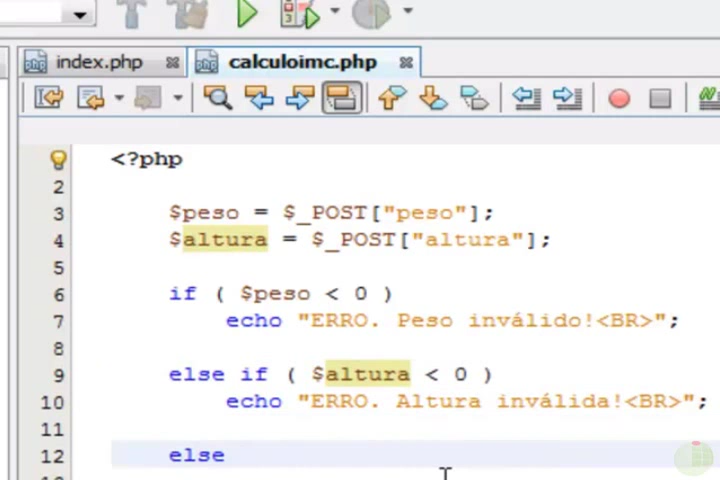 index.php
calculoimc.php
<?php
2
3 $peso = $_POST["peso"];
4 $altura = $_POST["altura"];
5
6 if ( $peso < 0 )
7 echo "ERRO. Peso inválido!<BR>";
8
9 else if ( $altura < 0 )
10 echo "ERRO. Altura inválida!<BR>";
11
12 else